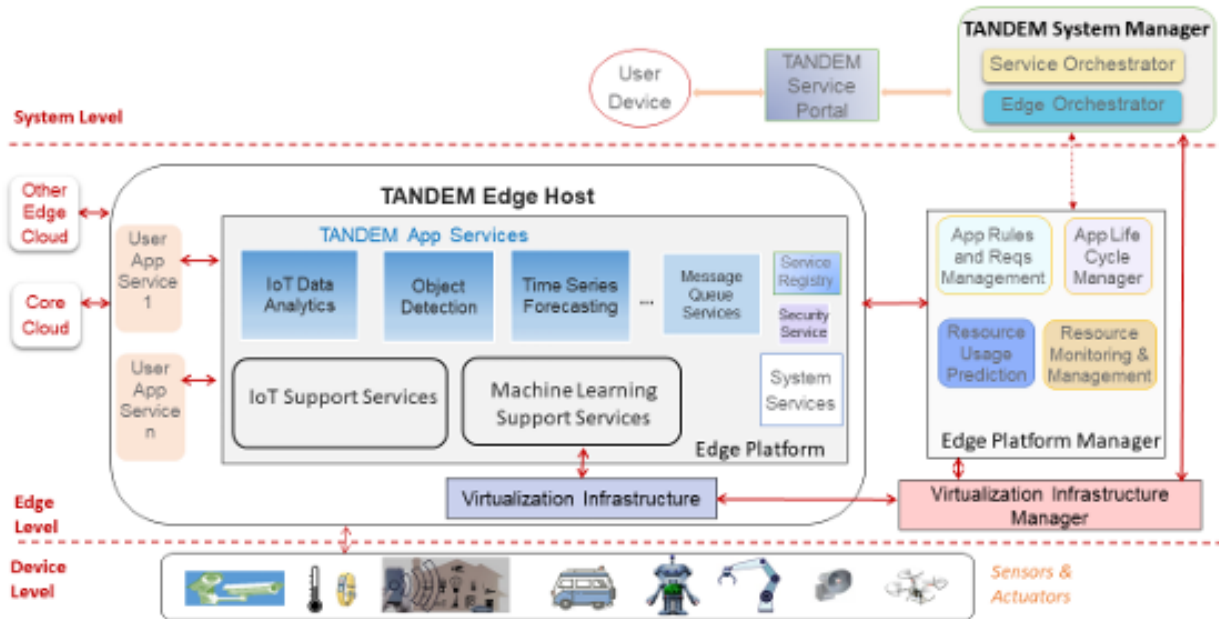 TANDEM System Manager
Service Orchestrator
Edge Orchestrator
User
Device
TANDEM
Service
Portal
System Level
Other
Edge
Cloud
Core
Cloud
TANDEM Edge Host
User
App
Service
1
User
App
Service
n
TANDEM App Services
IoT Data
Analytics
Object
Detection
Time Series
Forecasting
...
Message
Queue
Services
Service
Registry
Security
Service
IoT Support Services
Machine Learning
Support Services
System
Services
Edge Platform
Virtualization Infrastructure
App Rules
and Reqs
Management
App Life
Cycle
Manager
Resource
Usage
Prediction
Resource
Monitoring &
Management
Edge Platform Manager
Virtualization Infrastructure
Manager
Edge
Level
Device
Level
Sensors &
Actuators